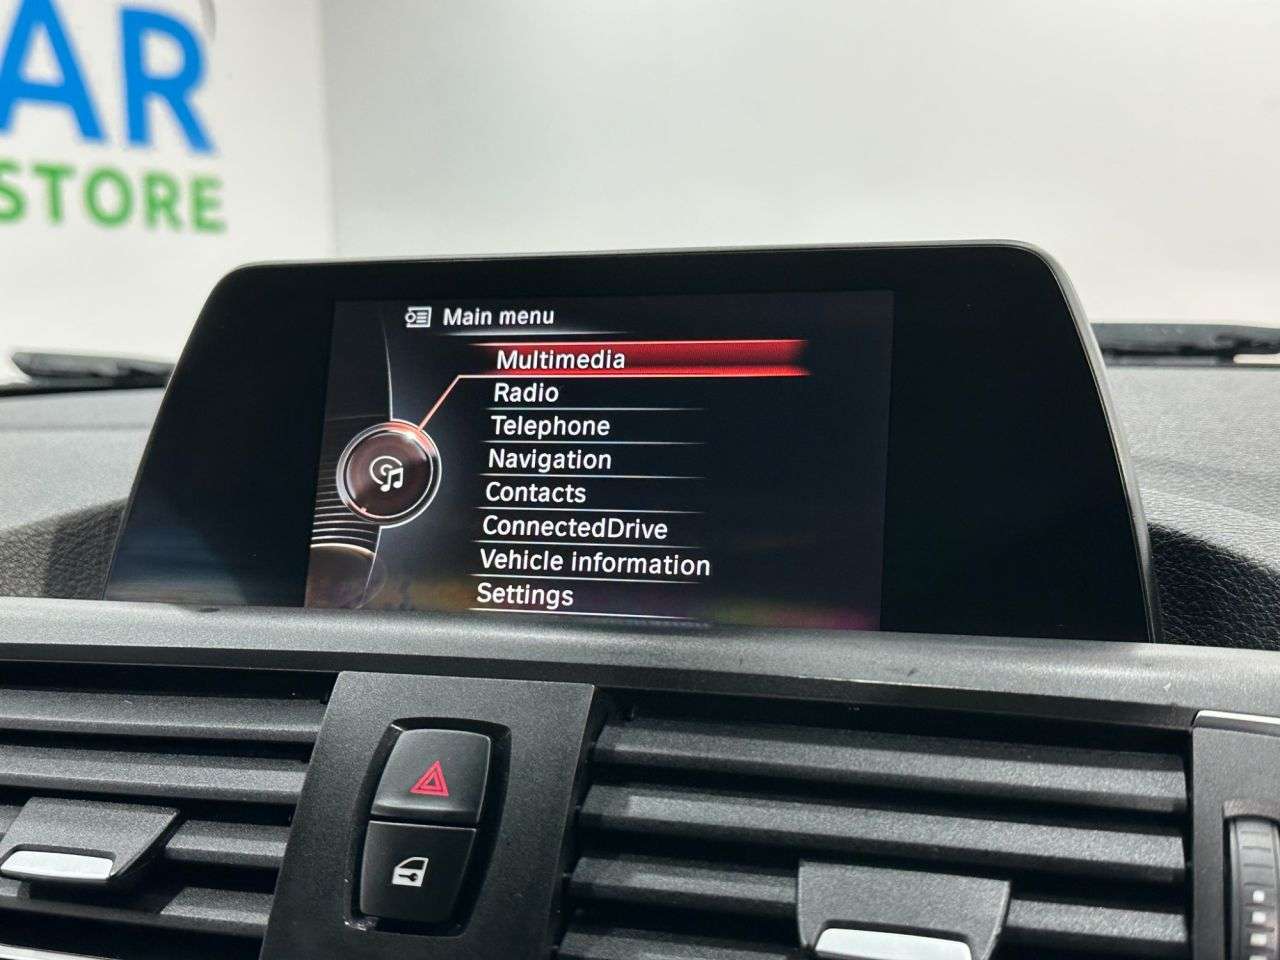 AR
STORE
Main menu
Multimedia
Radio
Telephone
Navigation
Contacts
ConnectedDrive
Vehicle information
Settings